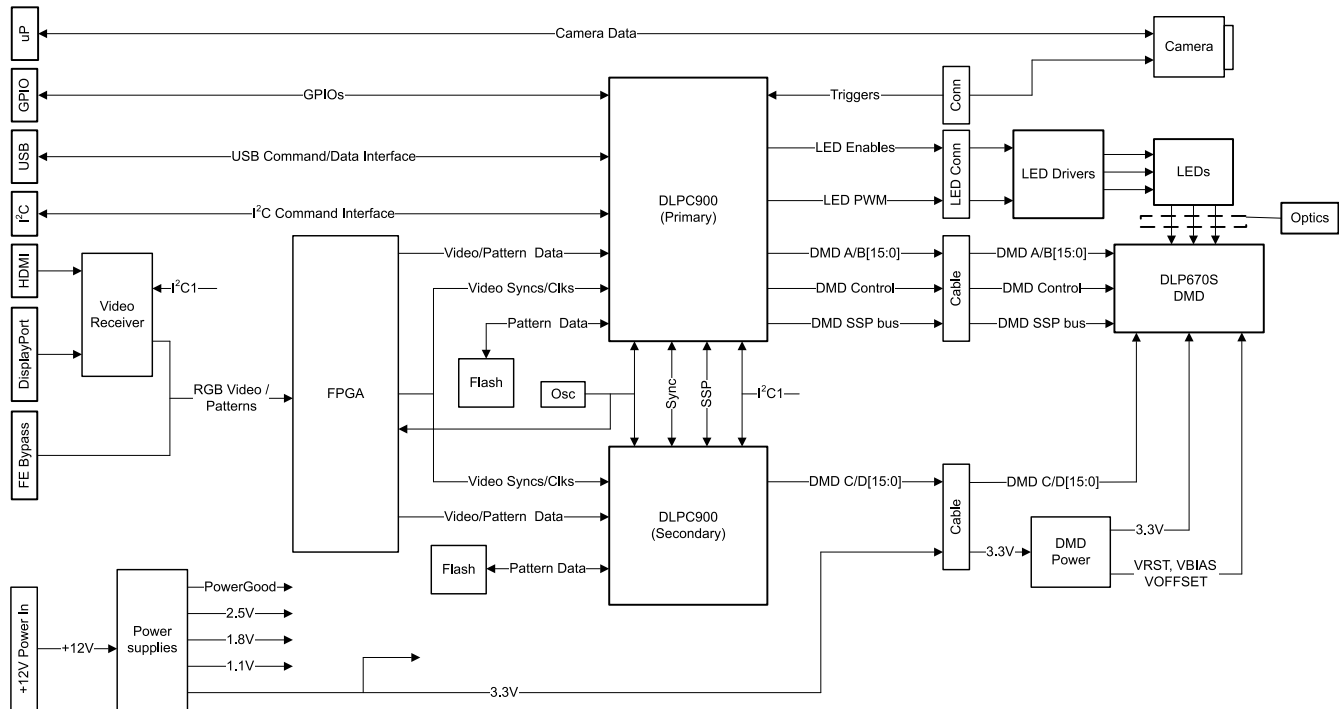 uP
Camera Data
Camera
GPIO
GPIOs
Triggers
Conn
USB
USB Command/Data Interface
LED Enables
LED Conn
LED Drivers
LEDs
DLPC900
(Primary)
LED PWM
I²C
I²C Command Interface
Optics
HDMI
Video/Pattern Data
DMD A/B[15:0]
Cable
DMD A/B[15:0]
Video
Receiver
I²C1
Video Syncs/Clks
DMD Control
DMD Control
DLP670S
DMD
DisplayPort
Pattern Data
DMD SSP bus
DMD SSP bus
Flash
RGB Video /
Patterns
FPGA
Osc
Sync
SSP
I²C1
FE Bypass
Video Syncs/Clks
DMD C/D[15:0]
Cable
DMD C/D[15:0]
Video/Pattern Data
DLPC900
(Secondary)
3.3V
DMD
Power
3.3V
Flash
Pattern Data
VRST, VBIAS
VOFFSET
+12V Power In
+12V
Power
supplies
PowerGood
2.5V
1.8V
1.1V
3.3V